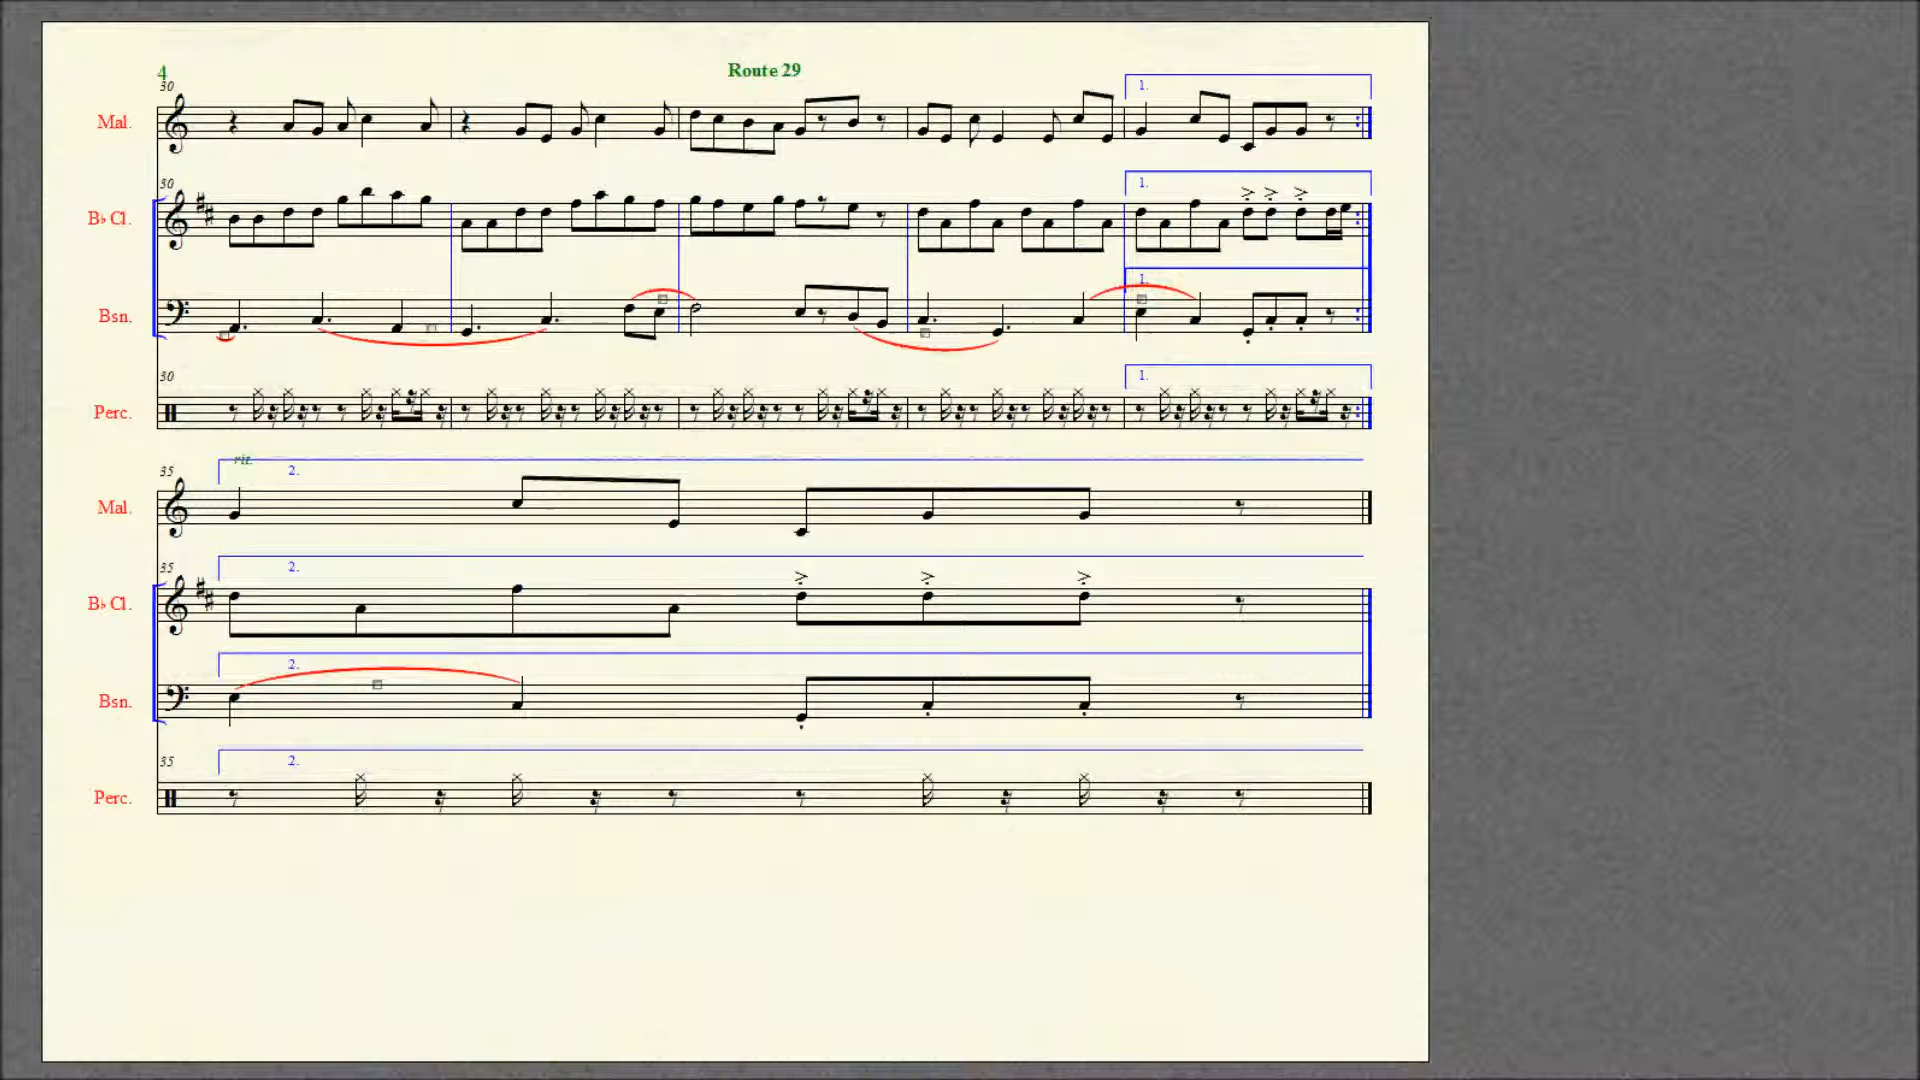 4
Route 29
30
1.
Mal.
30
1.
B♭ Cl.
1.
Bsn.
30
1.
Perc.
rit.
35
2.
Mal.
35
2.
B♭ Cl.
2.
Bsn.
35
2.
Perc.